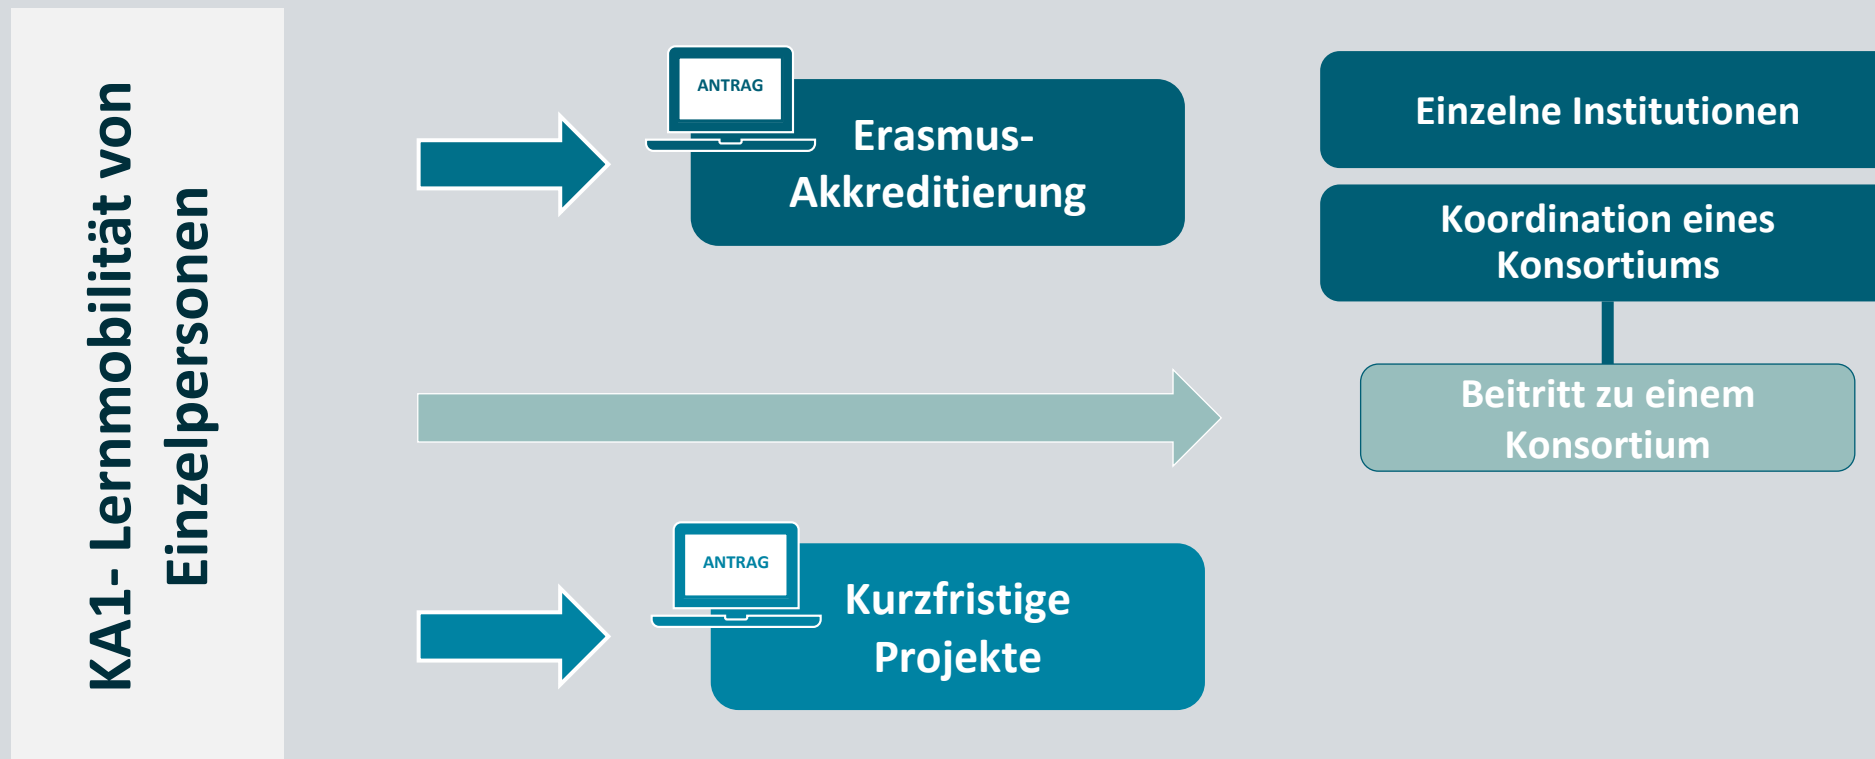 KA1- Lernmobilität von
Einzelpersonen
ANTRAG
Erasmus-
Akkreditierung
Einzelne Institutionen
Koordination eines
Konsortiums
Beitritt zu einem
Konsortium
ANTRAG
Kurzfristige
Projekte